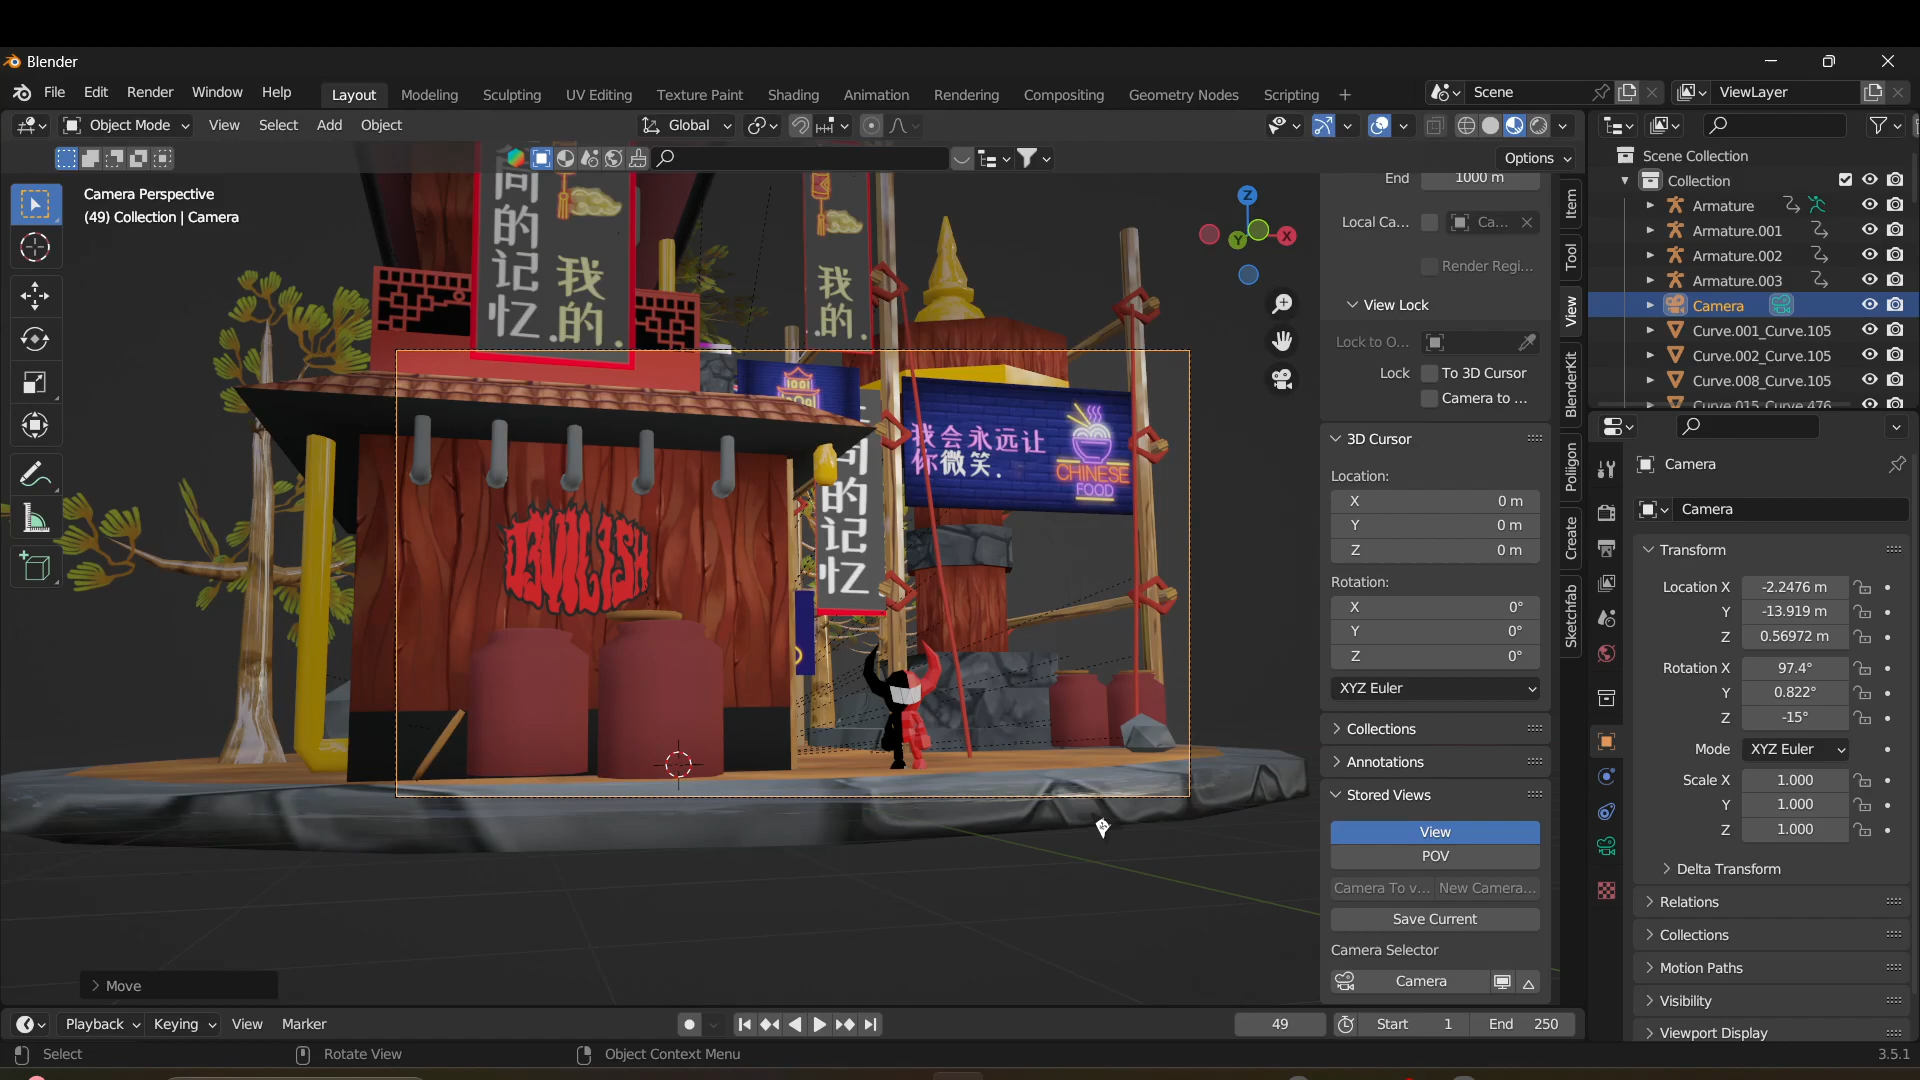 Blender
File Edit Render Window Help Layout Modeling Sculpting UV Editing Texture Paint Shading Animation Rendering Compositing Geometry Nodes Scripting + Scene ViewLayer
Object Mode View Select Add Object Global
Options
Camera Perspective
(49) Collection | Camera
Z
X
Y
的记忆.
我的.
我的.
1001
我会永远让
你微笑.
CHINESE
FOOD
的记忆
DEVILISH
End 1000 m
Local Ca... Ca...
Render Regi...
View Lock
Lock to O...
Lock To 3D Cursor
Camera to ...
3D Cursor
Location:
X 0 m
Y 0 m
Z 0 m
Rotation:
X 0°
Y 0°
Z 0°
XYZ Euler
Collections
Annotations
Stored Views
View
POV
Camera To v... New Camera...
Save Current
Camera Selector
Camera
Item
Tool
View
BlenderKit
Poliigon
Create
Sketchfab
Scene Collection
Collection
Armature
Armature.001
Armature.002
Armature.003
Camera
Curve.001_Curve.105
Curve.002_Curve.105
Curve.008_Curve.105
Curve.015_Curve.476
Camera
Camera
Transform
Location X -2.2476 m
Y -13.919 m
Z 0.56972 m
Rotation X 97.4°
Y 0.822°
Z -15°
Mode XYZ Euler
Scale X 1.000
Y 1.000
Z 1.000
Delta Transform
Relations
Collections
Motion Paths
Visibility
Viewport Display
Move
Playback Keying View Marker 49 Start 1 End 250
Select Rotate View Object Context Menu 3.5.1